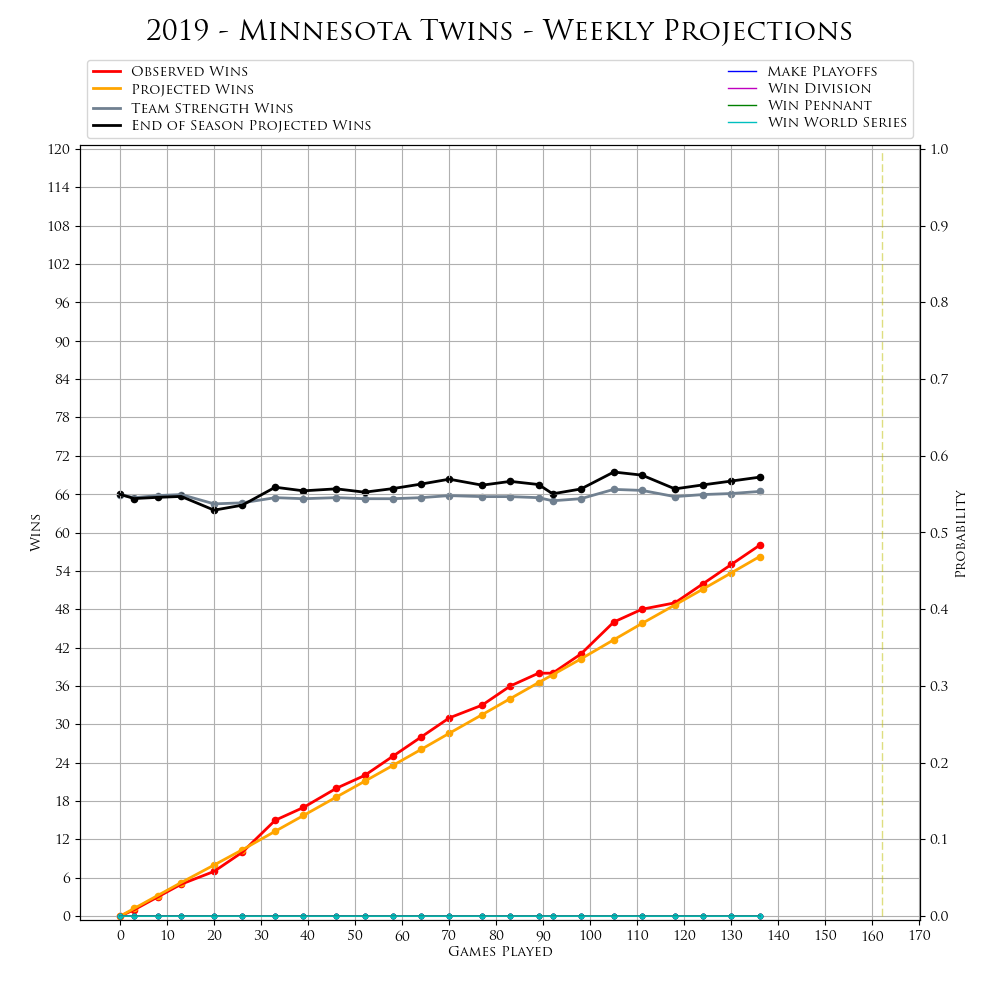 2019 - Minnesota Twins - Weekly Projections
Observed Wins
Projected Wins
Team Strength Wins
End of Season Projected Wins
Make Playoffs
Win Division
Win Pennant
Win World Series
120
114
108
102
96
90
84
78
72
66
60
54
48
42
36
30
24
18
12
6
0
Wins
1.0
0.9
0.8
0.7
0.6
0.5
0.4
0.3
0.2
0.1
0.0
Probability
0 10 20 30 40 50 60 70 80 90 100 110 120 130 140 150 160 170
Games Played